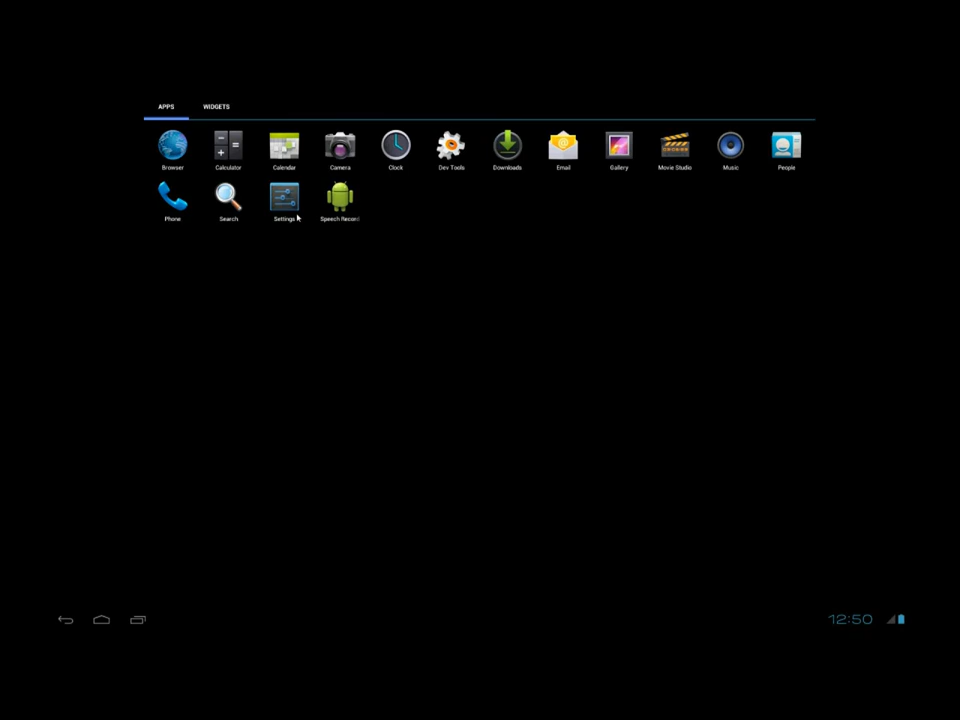 APPS WIDGETS
Browser Calculator Calendar Camera Clock Dev Tools Downloads Email Gallery Movie Studio Music People
Phone Search Settings Speech Record
12:50